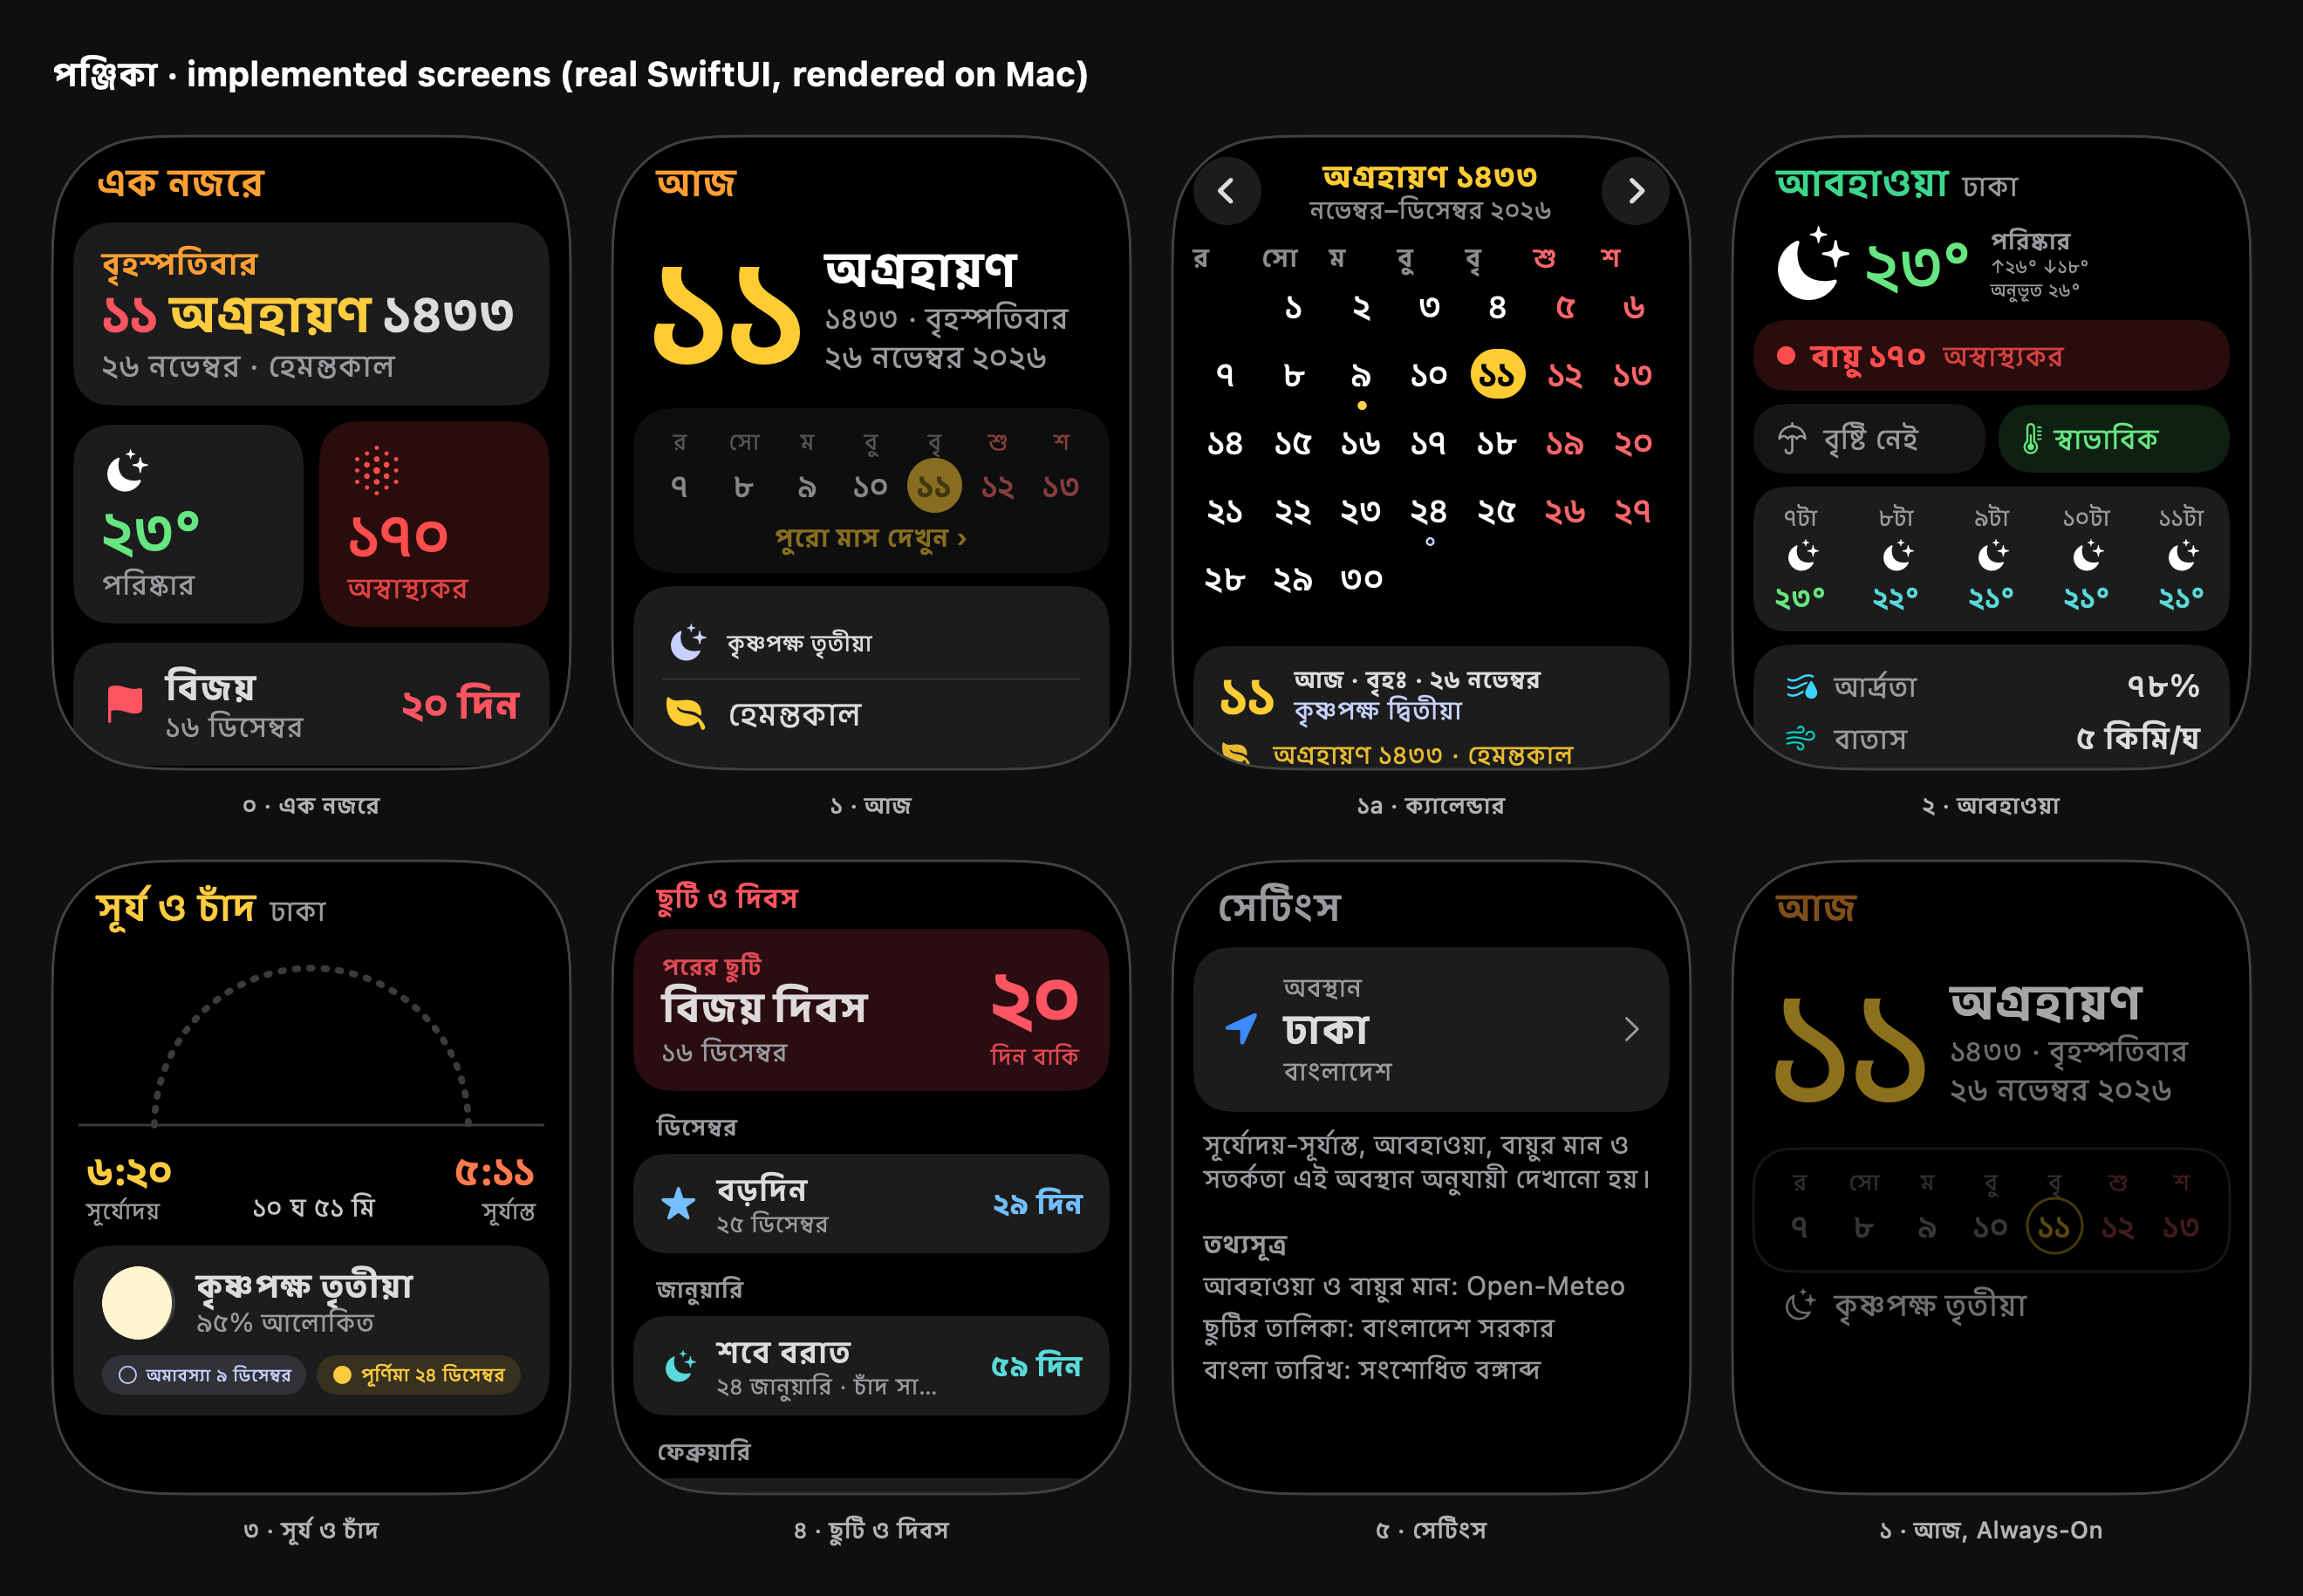 পঞ্জিকা · implemented screens (real SwiftUI, rendered on Mac)
এক নজরে
বৃহস্পতিবার
১১ অগ্রহায়ণ ১৪৩৩
২৬ নভেম্বর · হেমন্তকাল
২৩°
পরিষ্কার
১৭০
অস্বাস্থ্যকর
বিজয়
১৬ ডিসেম্বর
২০ দিন
০ · এক নজরে
আজ
১১
অগ্রহায়ণ
১৪৩৩ · বৃহস্পতিবার
২৬ নভেম্বর ২০২৬
র সো ম বু বৃ শু শ
৭ ৮ ৯ ১০ ১১ ১২ ১৩
পুরো মাস দেখুন ›
কৃষ্ণপক্ষ তৃতীয়া
হেমন্তকাল
১ · আজ
অগ্রহায়ণ ১৪৩৩
নভেম্বর–ডিসেম্বর ২০২৬
র সো ম বু বৃ শু শ
১ ২ ৩ ৪ ৫ ৬
৭ ৮ ৯ ১০ ১১ ১২ ১৩
১৪ ১৫ ১৬ ১৭ ১৮ ১৯ ২০
২১ ২২ ২৩ ২৪ ২৫ ২৬ ২৭
২৮ ২৯ ৩০
১১
আজ · বৃহঃ · ২৬ নভেম্বর
কৃষ্ণপক্ষ দ্বিতীয়া
অগ্রহায়ণ ১৪৩৩ · হেমন্তকাল
১a · ক্যালেন্ডার
আবহাওয়া ঢাকা
২৩°
পরিষ্কার
↑২৬° ↓১৮°
অনুভূত ২৬°
বায়ু ১৭০ অস্বাস্থ্যকর
বৃষ্টি নেই
স্বাভাবিক
৭টা ৮টা ৯টা ১০টা ১১টা
২৩° ২২° ২১° ২১° ২১°
আর্দ্রতা ৭৮%
বাতাস ৫ কিমি/ঘ
২ · আবহাওয়া
সূর্য ও চাঁদ ঢাকা
৬:২০
সূর্যোদয়
১০ ঘ ৫১ মি
৫:১১
সূর্যাস্ত
কৃষ্ণপক্ষ তৃতীয়া
৯৫% আলোকিত
অমাবস্যা ৯ ডিসেম্বর
পূর্ণিমা ২৪ ডিসেম্বর
৩ · সূর্য ও চাঁদ
ছুটি ও দিবস
পরের ছুটি
বিজয় দিবস
১৬ ডিসেম্বর
২০
দিন বাকি
ডিসেম্বর
বড়দিন
২৫ ডিসেম্বর
২৯ দিন
জানুয়ারি
শবে বরাত
২৪ জানুয়ারি · চাঁদ সা...
৫৯ দিন
ফেব্রুয়ারি
৪ · ছুটি ও দিবস
সেটিংস
অবস্থান
ঢাকা
বাংলাদেশ
সূর্যোদয়-সূর্যাস্ত, আবহাওয়া, বায়ুর মান ও
সতর্কতা এই অবস্থান অনুযায়ী দেখানো হয়।
তথ্যসূত্র
আবহাওয়া ও বায়ুর মান: Open-Meteo
ছুটির তালিকা: বাংলাদেশ সরকার
বাংলা তারিখ: সংশোধিত বঙ্গাব্দ
৫ · সেটিংস
আজ
১১
অগ্রহায়ণ
১৪৩৩ · বৃহস্পতিবার
২৬ নভেম্বর ২০২৬
র সো ম বু বৃ শু শ
৭ ৮ ৯ ১০ ১১ ১২ ১৩
কৃষ্ণপক্ষ তৃতীয়া
১ · আজ, Always-On